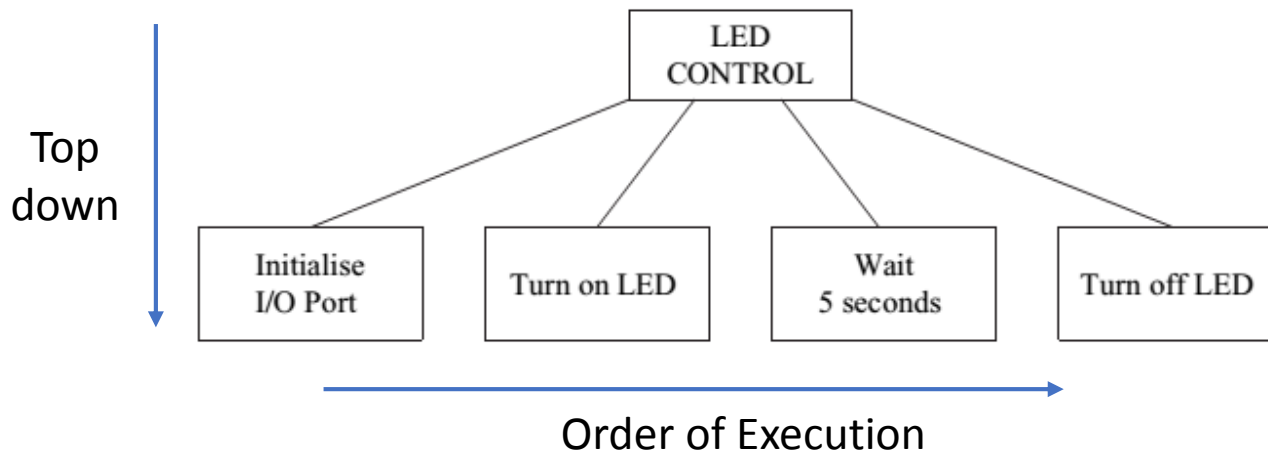 LED
CONTROL
Top
down
Initialise
I/O Port
Turn on LED
Wait
5 seconds
Turn off LED
Order of Execution